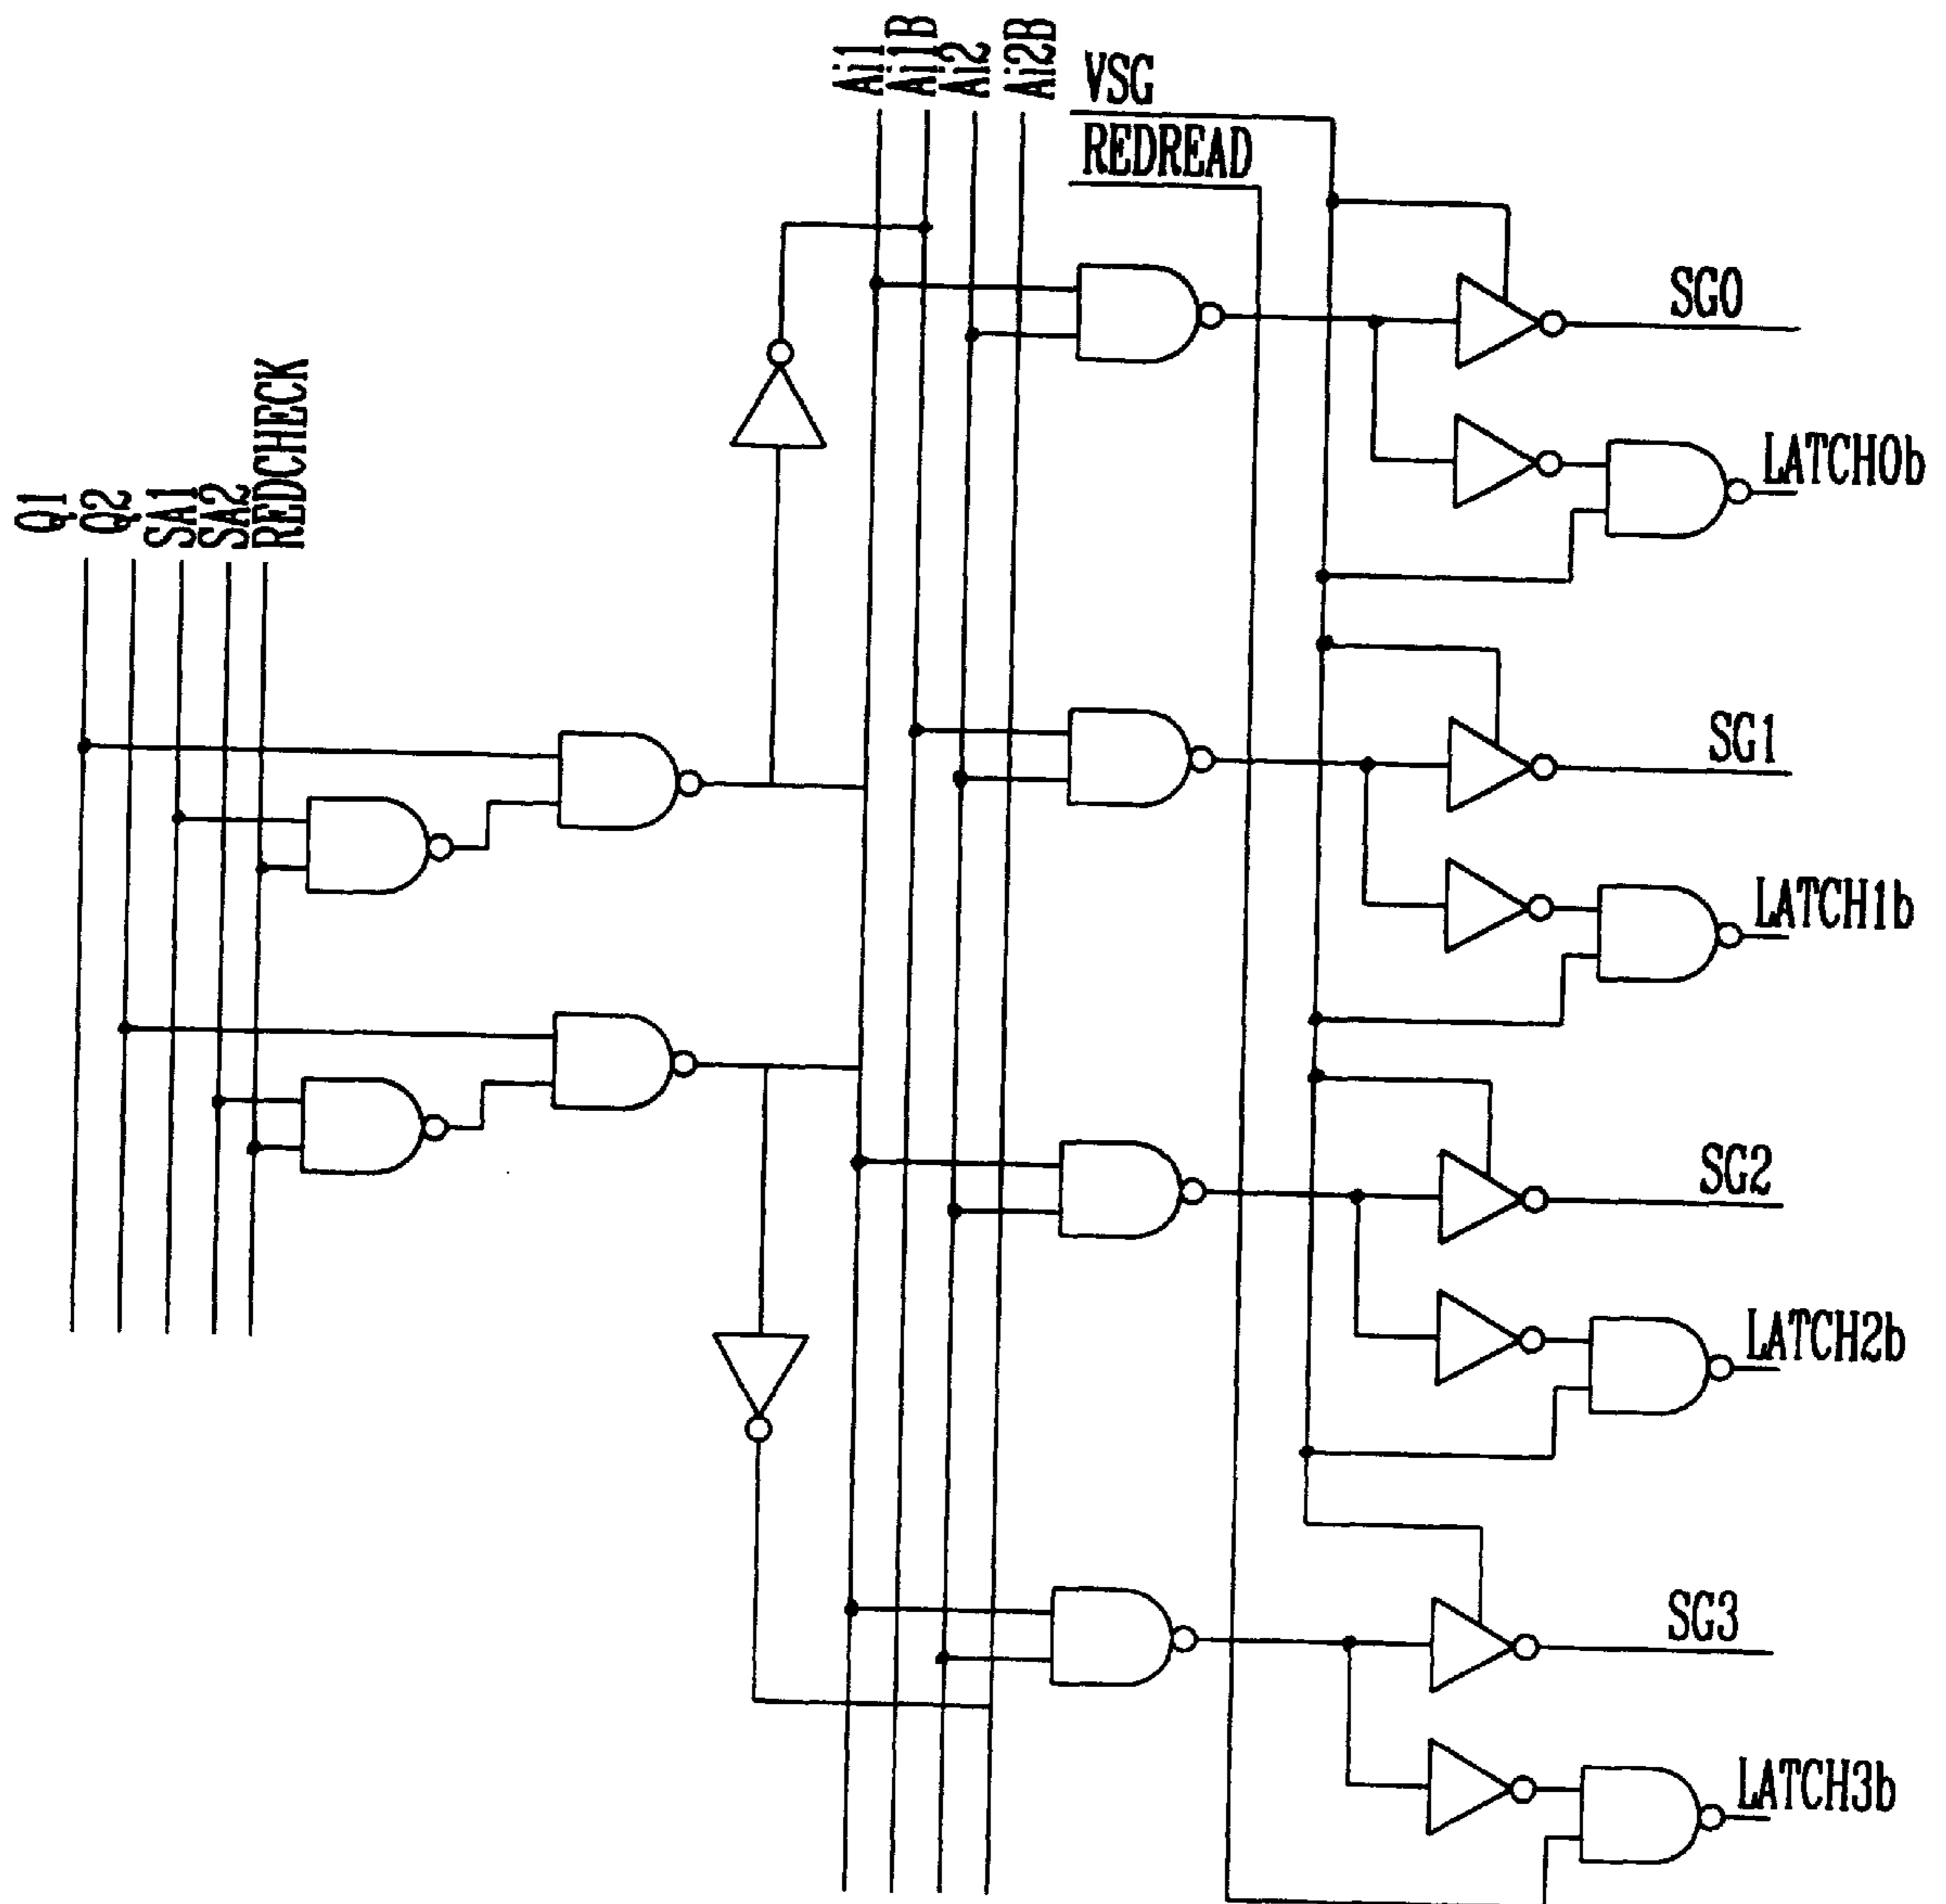 Ai1
Ai1B
Ai2
Ai2B
VSG
REDREAD
SG0
Q1
Q2
SA1
SA2
REDCHECK
LATCH0b
SG1
LATCH1b
SG2
LATCH2b
SG3
LATCH3b